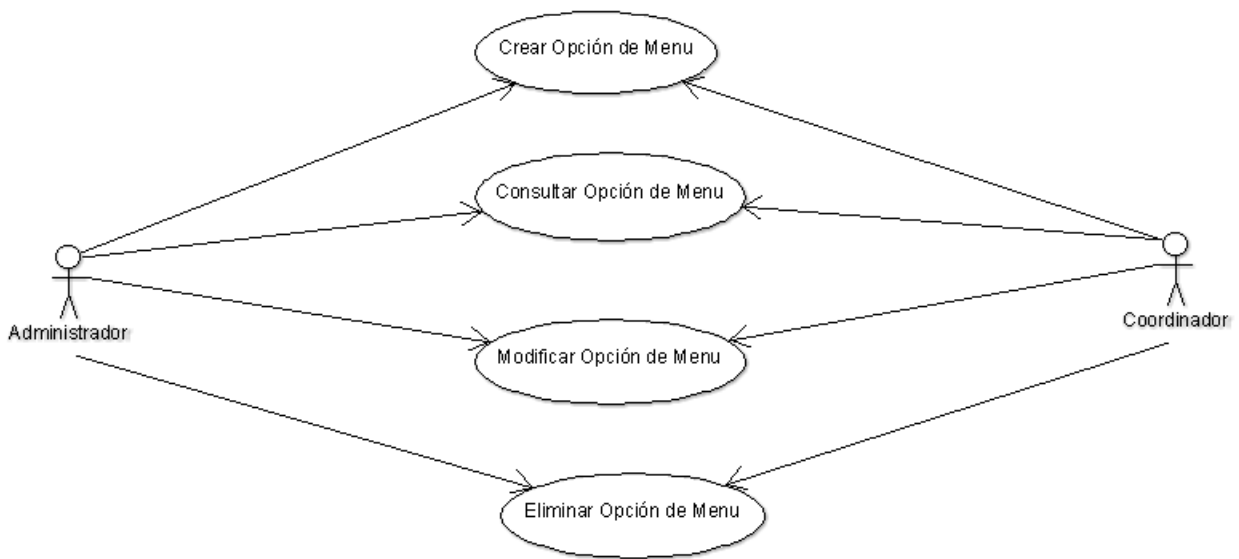 Crear Opción de Menu
Consultar Opción de Menu
Administrador
Coordinador
Modificar Opción de Menu
Eliminar Opción de Menu